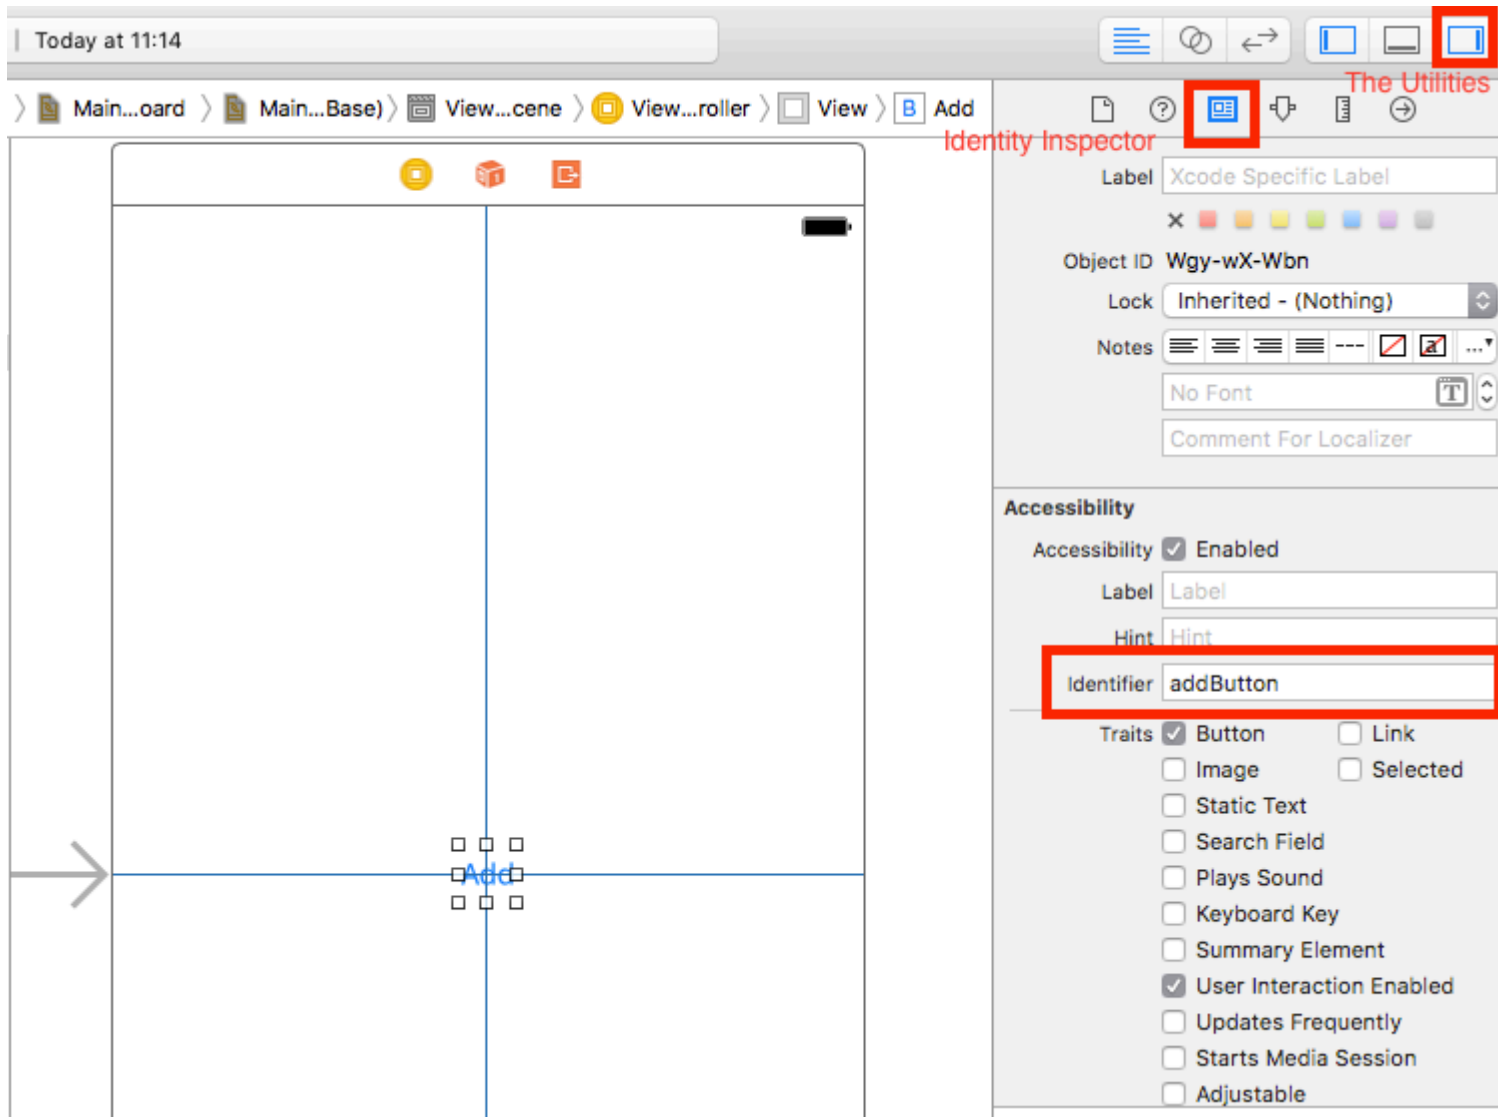 Today at 11:14
The Utilities
Main...oard Main...Base) View...cene View...roller View B Add
Identity Inspector
Label Xcode Specific Label
Object ID Wgy-wX-Wbn
Lock Inherited - (Nothing)
Notes
No Font T
Comment For Localizer
Accessibility
Accessibility Enabled
Label Label
Hint Hint
Identifier addButton
Traits Button Link
Image Selected
Static Text
Search Field
Plays Sound
Keyboard Key
Summary Element
User Interaction Enabled
Updates Frequently
Starts Media Session
Adjustable
Add